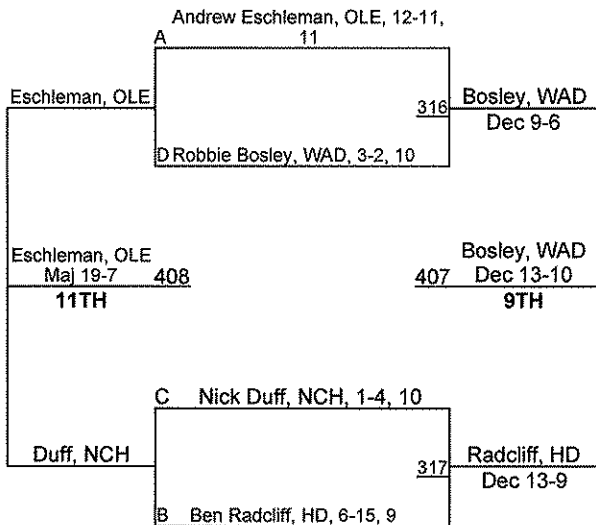 Andrew Eschleman, OLE, 12-11,
11
A
Eschleman, OLE
316
Bosley, WAD
Dec 9-6
D Robbie Bosley, WAD, 3-2, 10
Eschleman, OLE
Maj 19-7
408
11TH
Bosley, WAD
407
Dec 13-10
9TH
C Nick Duff, NCH, 1-4, 10
Duff, NCH
317
Radcliff, HD
Dec 13-9
B Ben Radcliff, HD, 6-15, 9